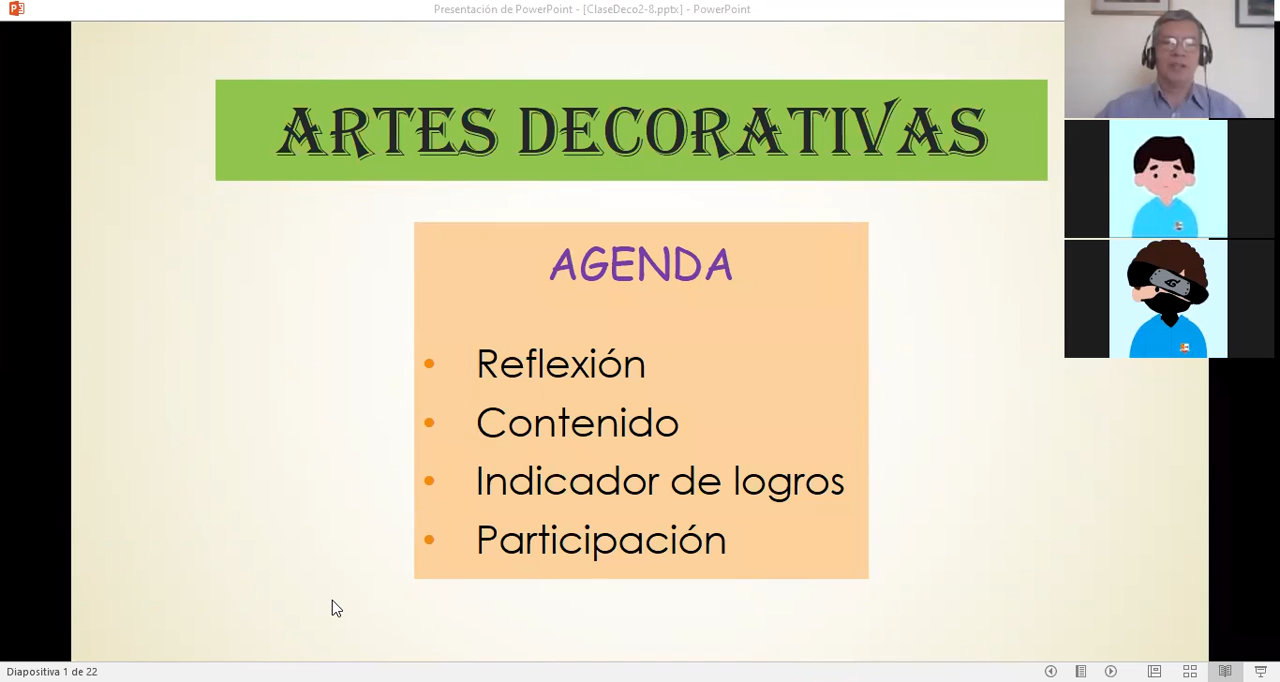 Presentación de PowerPoint - [ClaseDeco2-8.pptx] - PowerPoint
ARTES DECORATIVAS
AGENDA
• Reflexión
• Contenido
• Indicador de logros
• Participación
Diapositiva 1 de 22